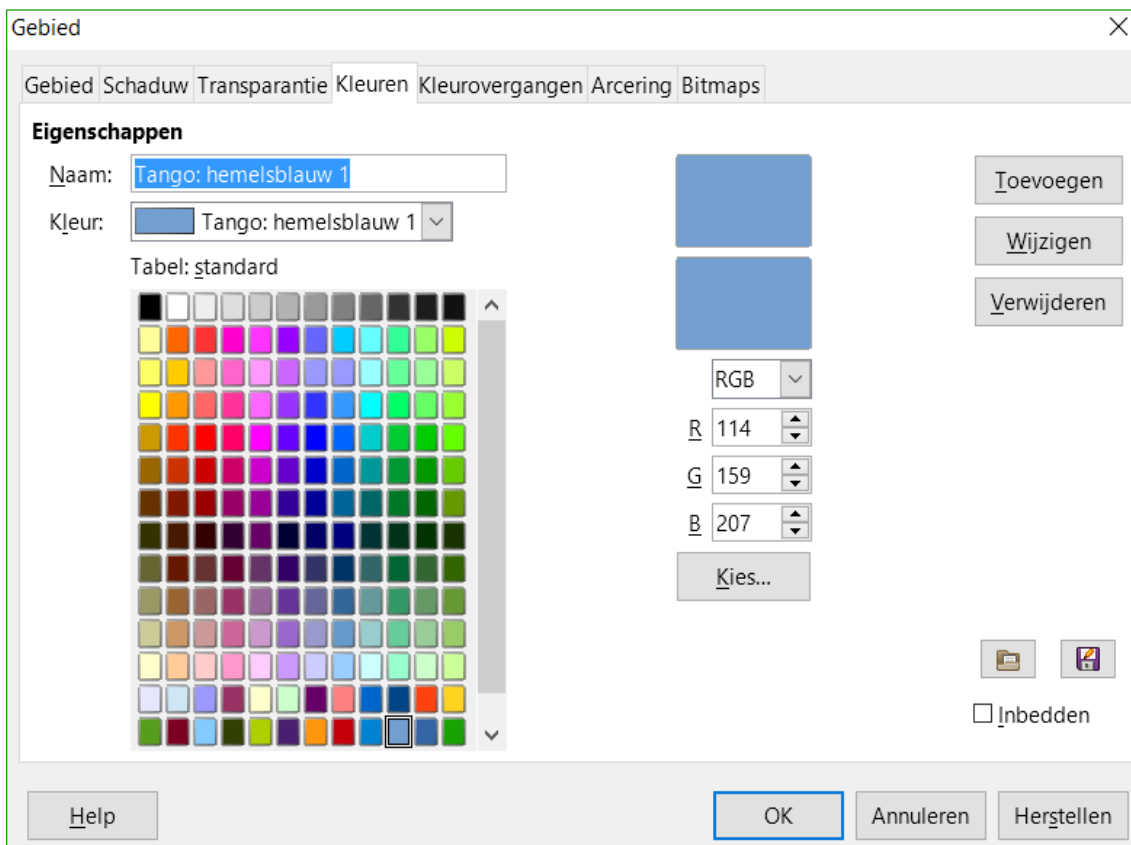 Gebied
Gebied Schaduw Transparantie Kleuren Kleurovergangen Arcering Bitmaps
Eigenschappen
Naam: Tango: hemelsblauw 1
Toevoegen
Kleur: Tango: hemelsblauw 1
Wijzigen
Tabel: standard
Verwijderen
RGB
R 114
G 159
B 207
Kies...
Inbedden
Help OK Annuleren Herstellen